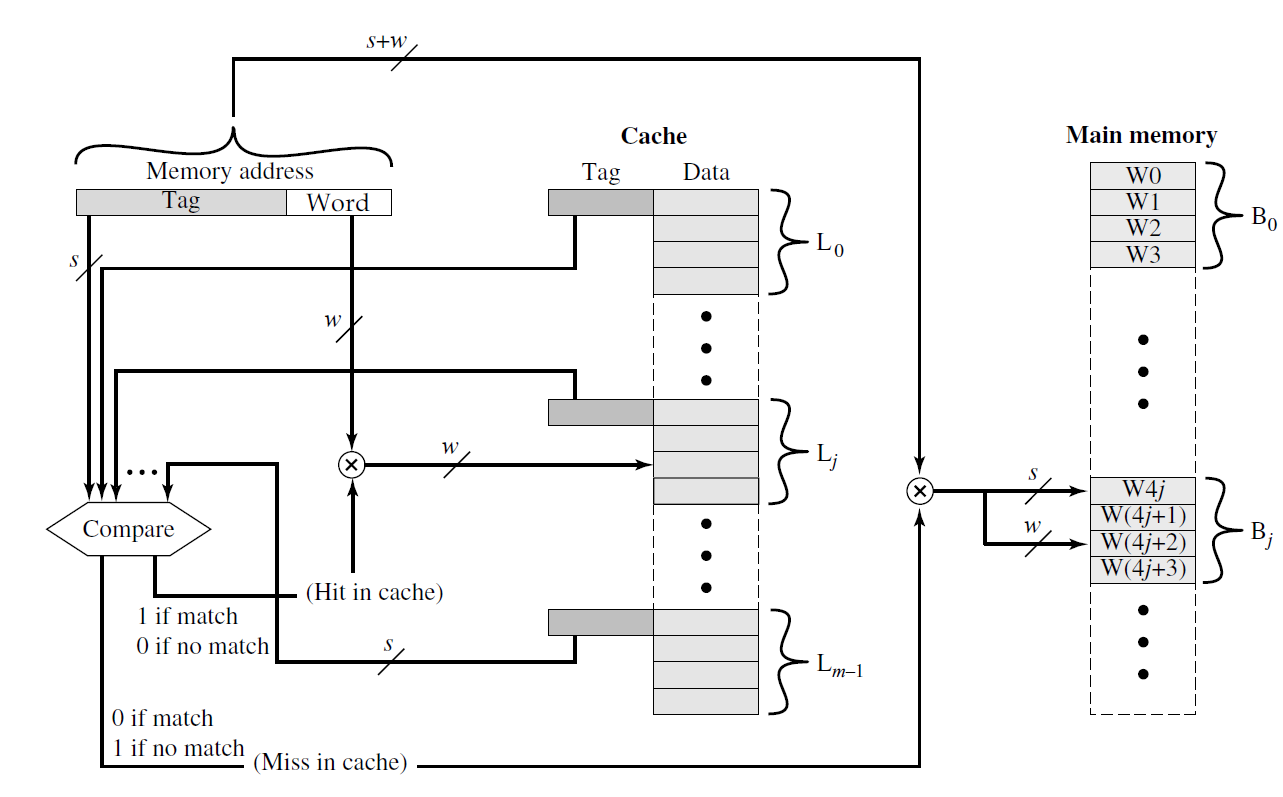 s+w
Cache
Main memory
Memory address
Tag
Data
Tag
Word
W0
W1
W2
W3
B0
L0
s
w
w
Lj
s
w
W4j
W(4j+1)
W(4j+2)
W(4j+3)
Bj
Compare
(Hit in cache)
1 if match
0 if no match
s
Lm–1
0 if match
1 if no match
(Miss in cache)